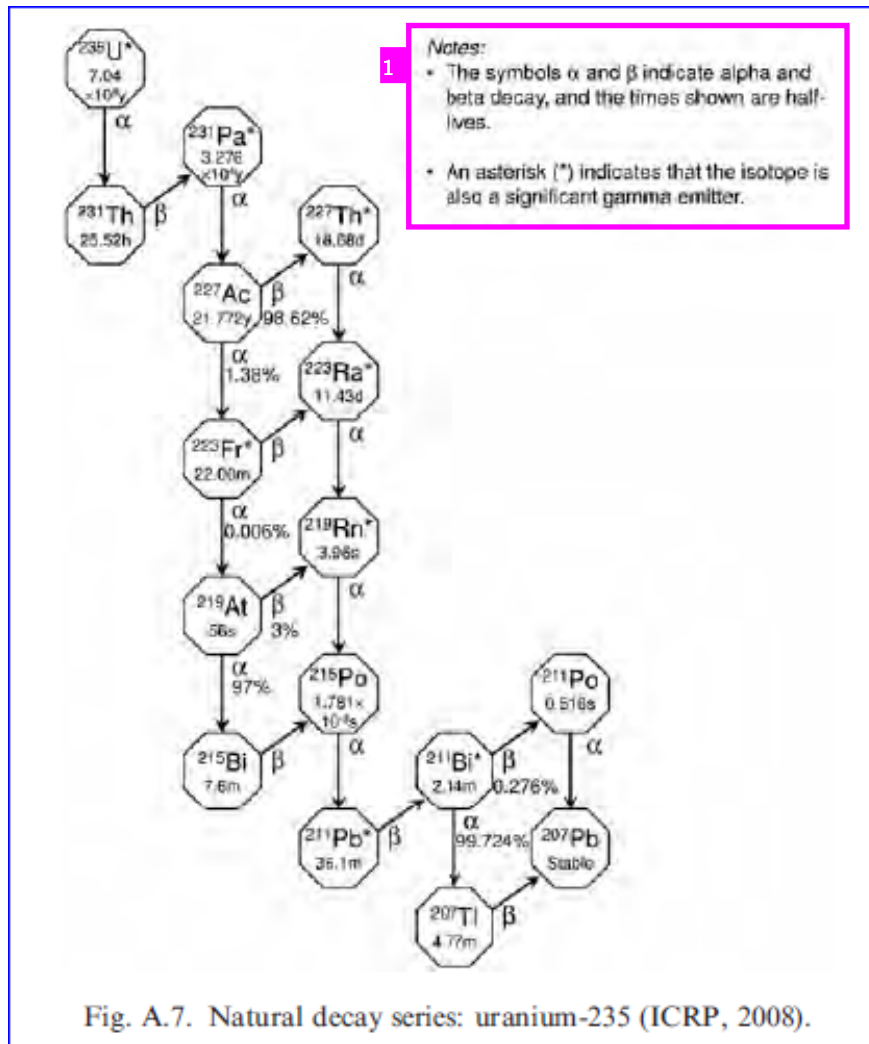 235U*
7.04
×10⁸y
α
231Th
25.52h
β
231Pa*
3.276
×10⁴y
α
227Ac
21.772y
β
98.62%
α
1.38%
227Th*
18.68d
α
223Fr*
22.00m
β
α
0.006%
223Ra*
11.43d
α
219At
56s
β
3%
α
97%
219Rn*
3.96s
α
215Bi
7.6m
β
215Po
1.781×
10⁻³s
α
211Pb*
36.1m
β
211Bi*
2.14m
β
0.276%
α
99.724%
211Po
0.516s
α
207Tl
4.77m
β
207Pb
Stable
1
Notes:
• The symbols α and β indicate alpha and
beta decay, and the times shown are half-
lives.
• An asterisk (*) indicates that the isotope is
also a significant gamma emitter.
Fig. A.7. Natural decay series: uranium-235 (ICRP, 2008).